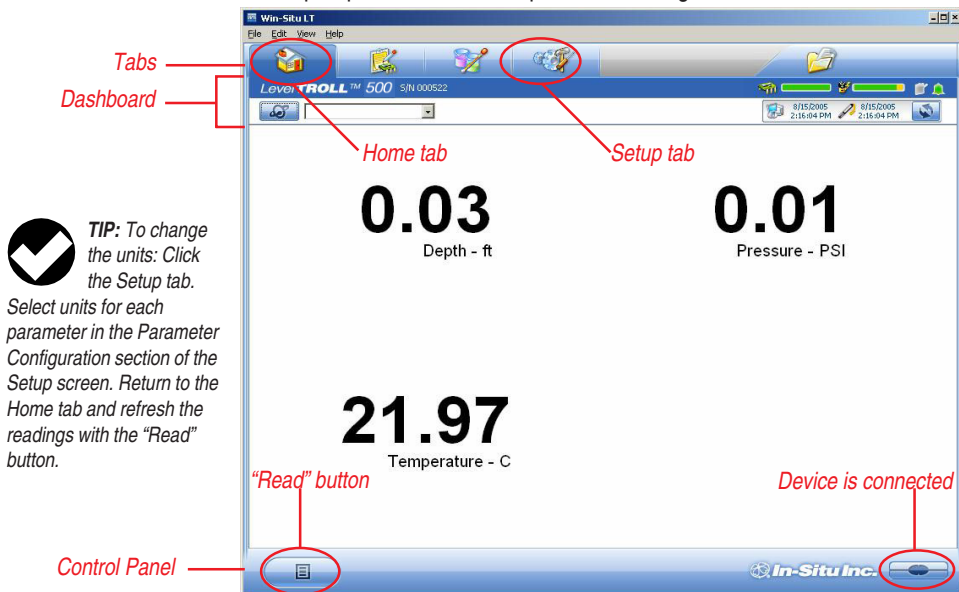 Win-Situ LT
File Edit View Help
Tabs
LevelTROLL™ 500 S/N 000522
Dashboard
8/15/2005
2:16:04 PM
8/15/2005
2:16:04 PM
Home tab
Setup tab
0.03
Depth - ft
0.01
Pressure - PSI
TIP: To change
the units: Click
the Setup tab.
Select units for each
parameter in the Parameter
Configuration section of the
Setup screen. Return to the
Home tab and refresh the
readings with the “Read”
button.
21.97
Temperature - C
“Read” button
Device is connected
Control Panel
In-Situ Inc.